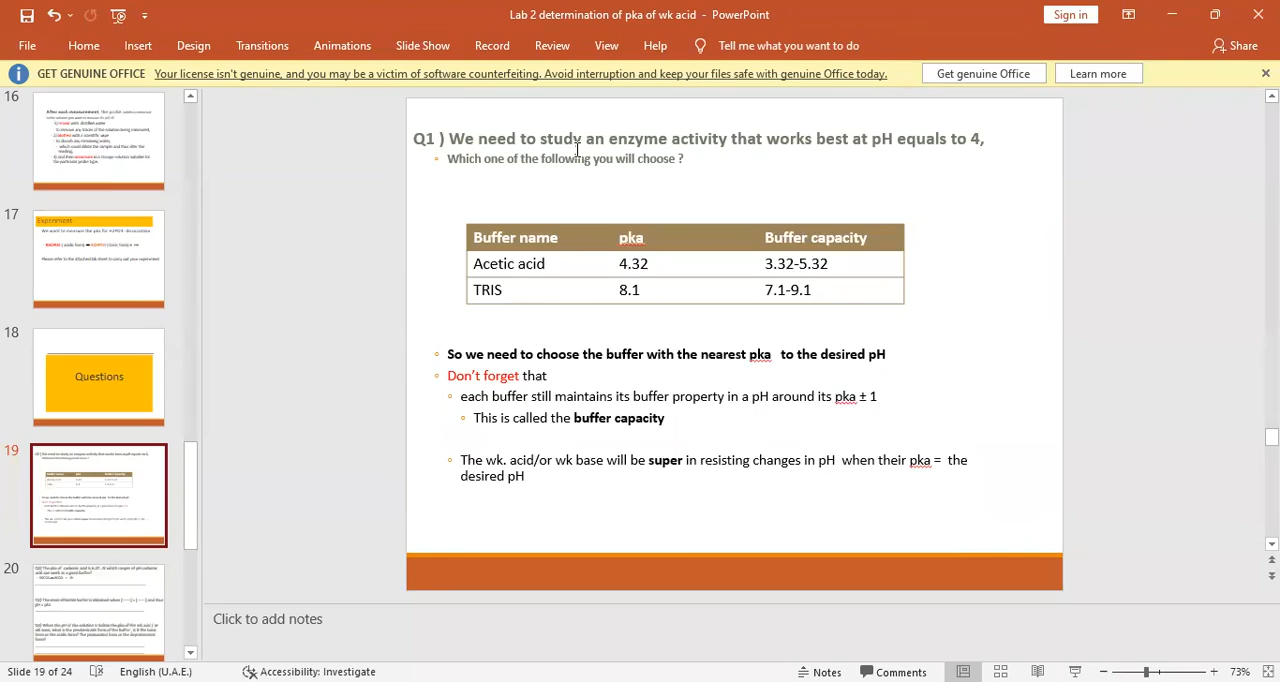 Lab 2 determination of pka of wk acid - PowerPoint
Sign in
File Home Insert Design Transitions Animations Slide Show Record Review View Help Tell me what you want to do Share
GET GENUINE OFFICE Your license isn't genuine, and you may be a victim of software counterfeiting. Avoid interruption and keep your files safe with genuine Office today. Get genuine Office Learn more
16
17
Experiment
18
Questions
19
20
Q1 ) We need to study an enzyme activity that works best at pH equals to 4,
Which one of the following you will choose ?
Buffer name pka Buffer capacity
Acetic acid 4.32 3.32-5.32
TRIS 8.1 7.1-9.1
So we need to choose the buffer with the nearest pka to the desired pH
Don't forget that
each buffer still maintains its buffer property in a pH around its pka ± 1
This is called the buffer capacity
The wk acid/or wk base will be super in resisting changes in pH when their pka = the
desired pH
Click to add notes
Slide 19 of 24 English (U.A.E.) Accessibility: Investigate Notes Comments 73%